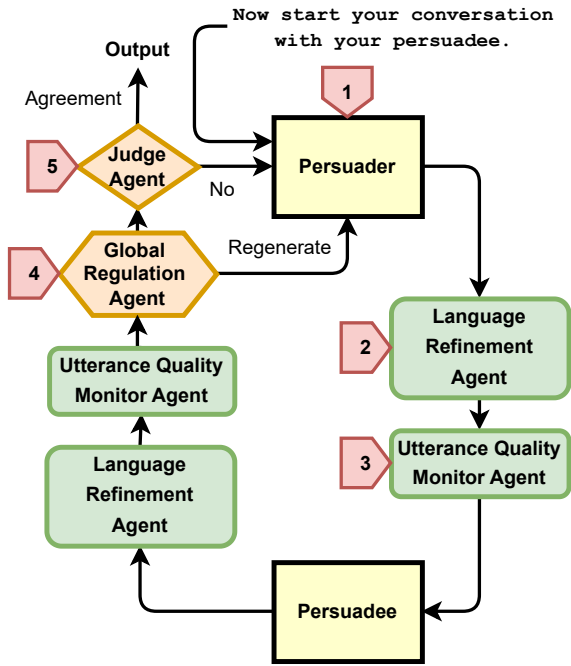 Now start your conversation
with your persuadee.
Output
Agreement
1
5
Judge
Agent
No
Persuader
4
Global
Regulation
Agent
Regenerate
2
Language
Refinement
Agent
Utterance Quality
Monitor Agent
3
Utterance Quality
Monitor Agent
Language
Refinement
Agent
Persuadee